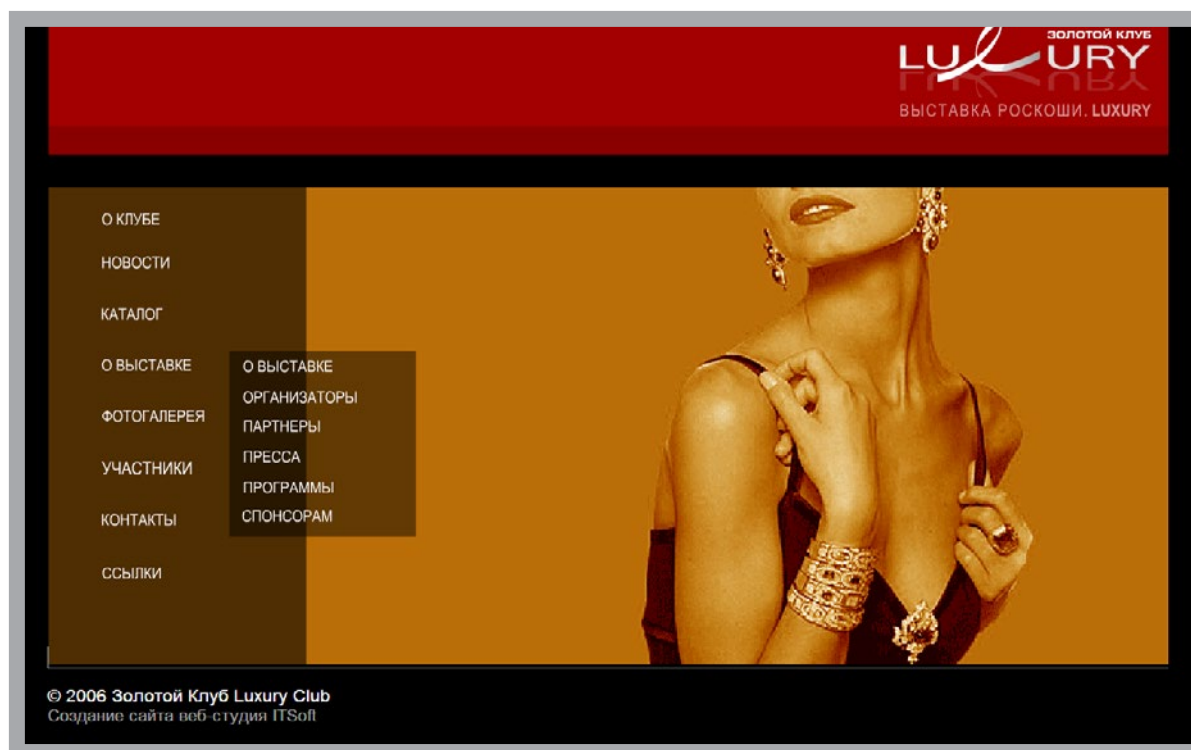 ЗОЛОТОЙ КЛУБ
LUXURY
ВЫСТАВКА РОСКОШИ. LUXURY
О КЛУБЕ
НОВОСТИ
КАТАЛОГ
О ВЫСТАВКЕ
ФОТОГАЛЕРЕЯ
УЧАСТНИКИ
КОНТАКТЫ
ССЫЛКИ
О ВЫСТАВКЕ
ОРГАНИЗАТОРЫ
ПАРТНЕРЫ
ПРЕССА
ПРОГРАММЫ
СПОНСОРАМ
© 2006 Золотой Клуб Luxury Club
Создание сайта веб-студия ITSoft